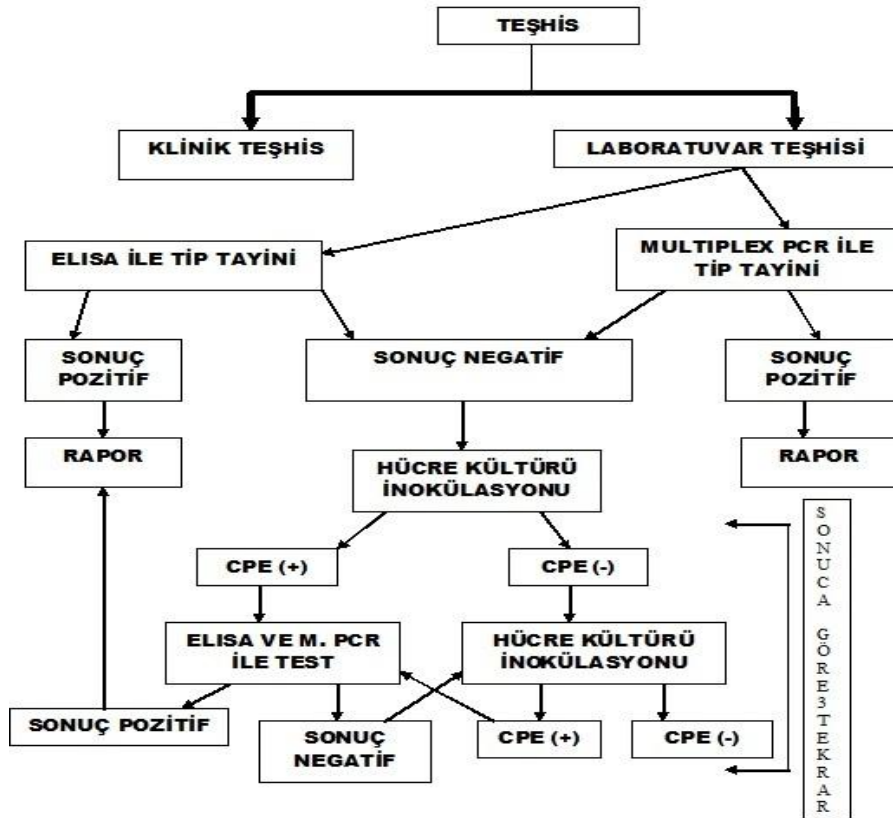 TEŞHİS
KLİNİK TEŞHİS
LABORATUVAR TEŞHİSİ
ELISA İLE TİP TAYİNİ
MULTIPLEX PCR İLE
TİP TAYİNİ
SONUÇ
POZİTİF
SONUÇ NEGATİF
SONUÇ
POZİTİF
RAPOR
HÜCRE KÜLTÜRÜ
İNOKÜLASYONU
RAPOR
CPE (+)
CPE (-)
ELISA VE M. PCR
İLE TEST
HÜCRE KÜLTÜRÜ
İNOKÜLASYONU
SONUÇ POZİTİF
SONUÇ
NEGATİF
CPE (+)
CPE (-)
SONUCA GÖRE3TEKRAR